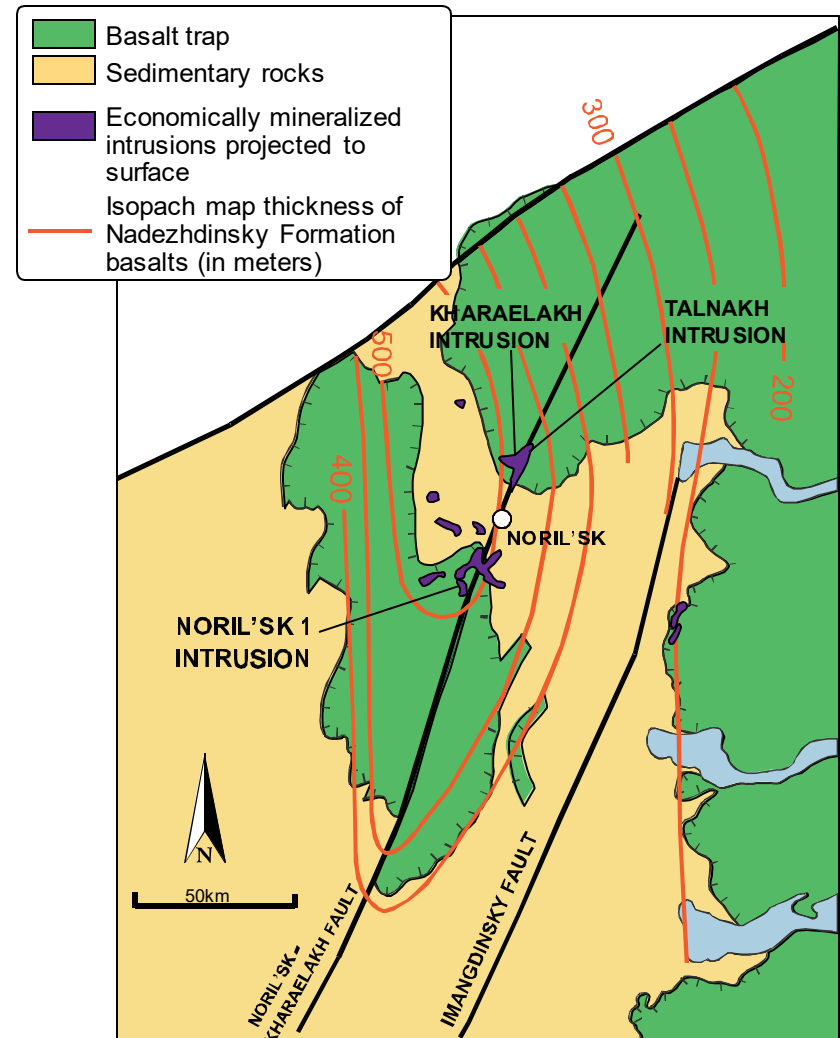 Basalt trap
Sedimentary rocks
Economically mineralized
intrusions projected to
surface
Isopach map thickness of
Nadezhdinsky Formation
basalts (in meters)
300
KHARAELAKH
INTRUSION
TALNAKH
INTRUSION
500
200
400
NORIL'SK
NORIL'SK 1
INTRUSION
N
50km
NORIL'SK-
KHARAELAKH FAULT
IMANGDINSKY FAULT